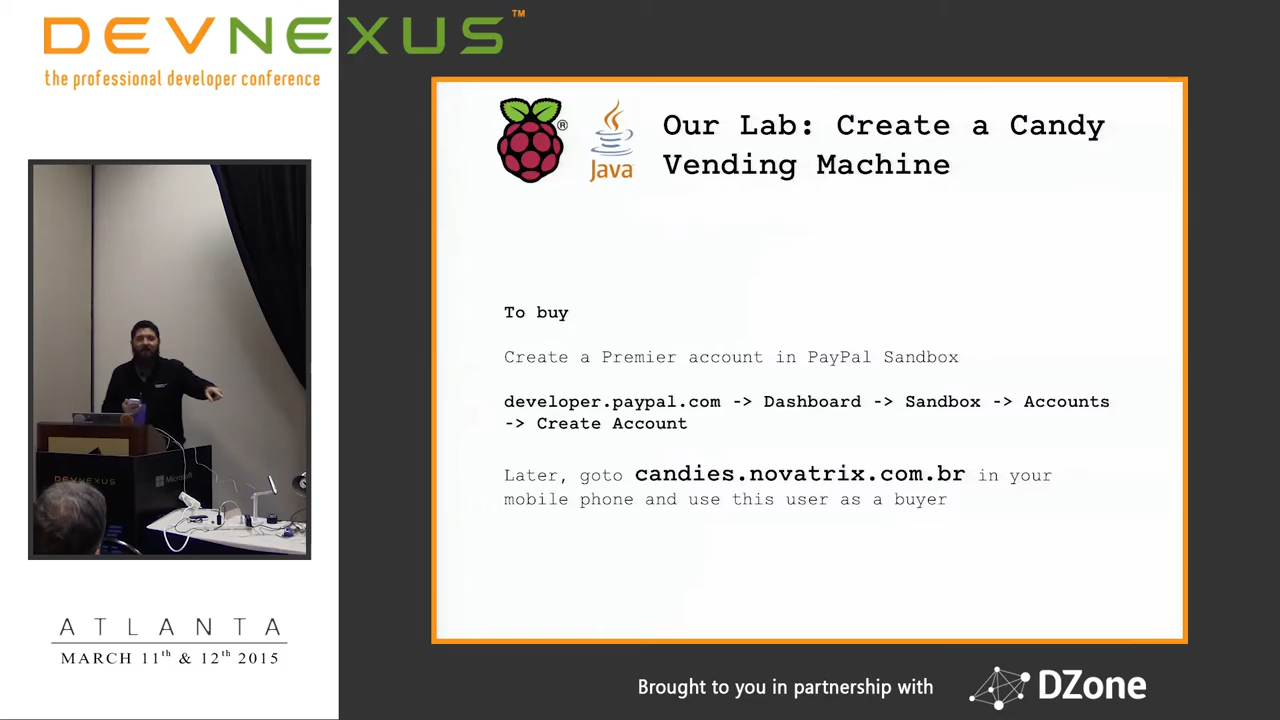 DEVNEXUS™
the professional developer conference
Java
Our Lab: Create a Candy
Vending Machine
To buy
Create a Premier account in PayPal Sandbox
developer.paypal.com -> Dashboard -> Sandbox -> Accounts
-> Create Account
Later, goto candies.novatrix.com.br in your
mobile phone and use this user as a buyer
DEVNEXUS
Microsoft
ATLANTA
MARCH 11th & 12th 2015
Brought to you in partnership with
DZone